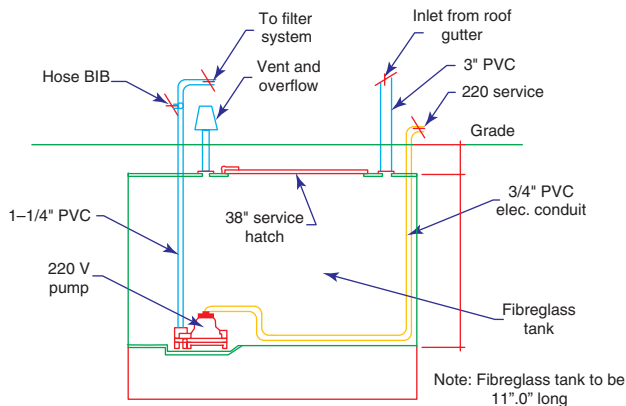 To filter
system
Inlet from roof
gutter
Hose BIB
Vent and
overflow
3" PVC
220 service
Grade
1–1/4" PVC
38" service
hatch
3/4" PVC
elec. conduit
220 V
pump
Fibreglass
tank
Note: Fibreglass tank to be
11".0" long